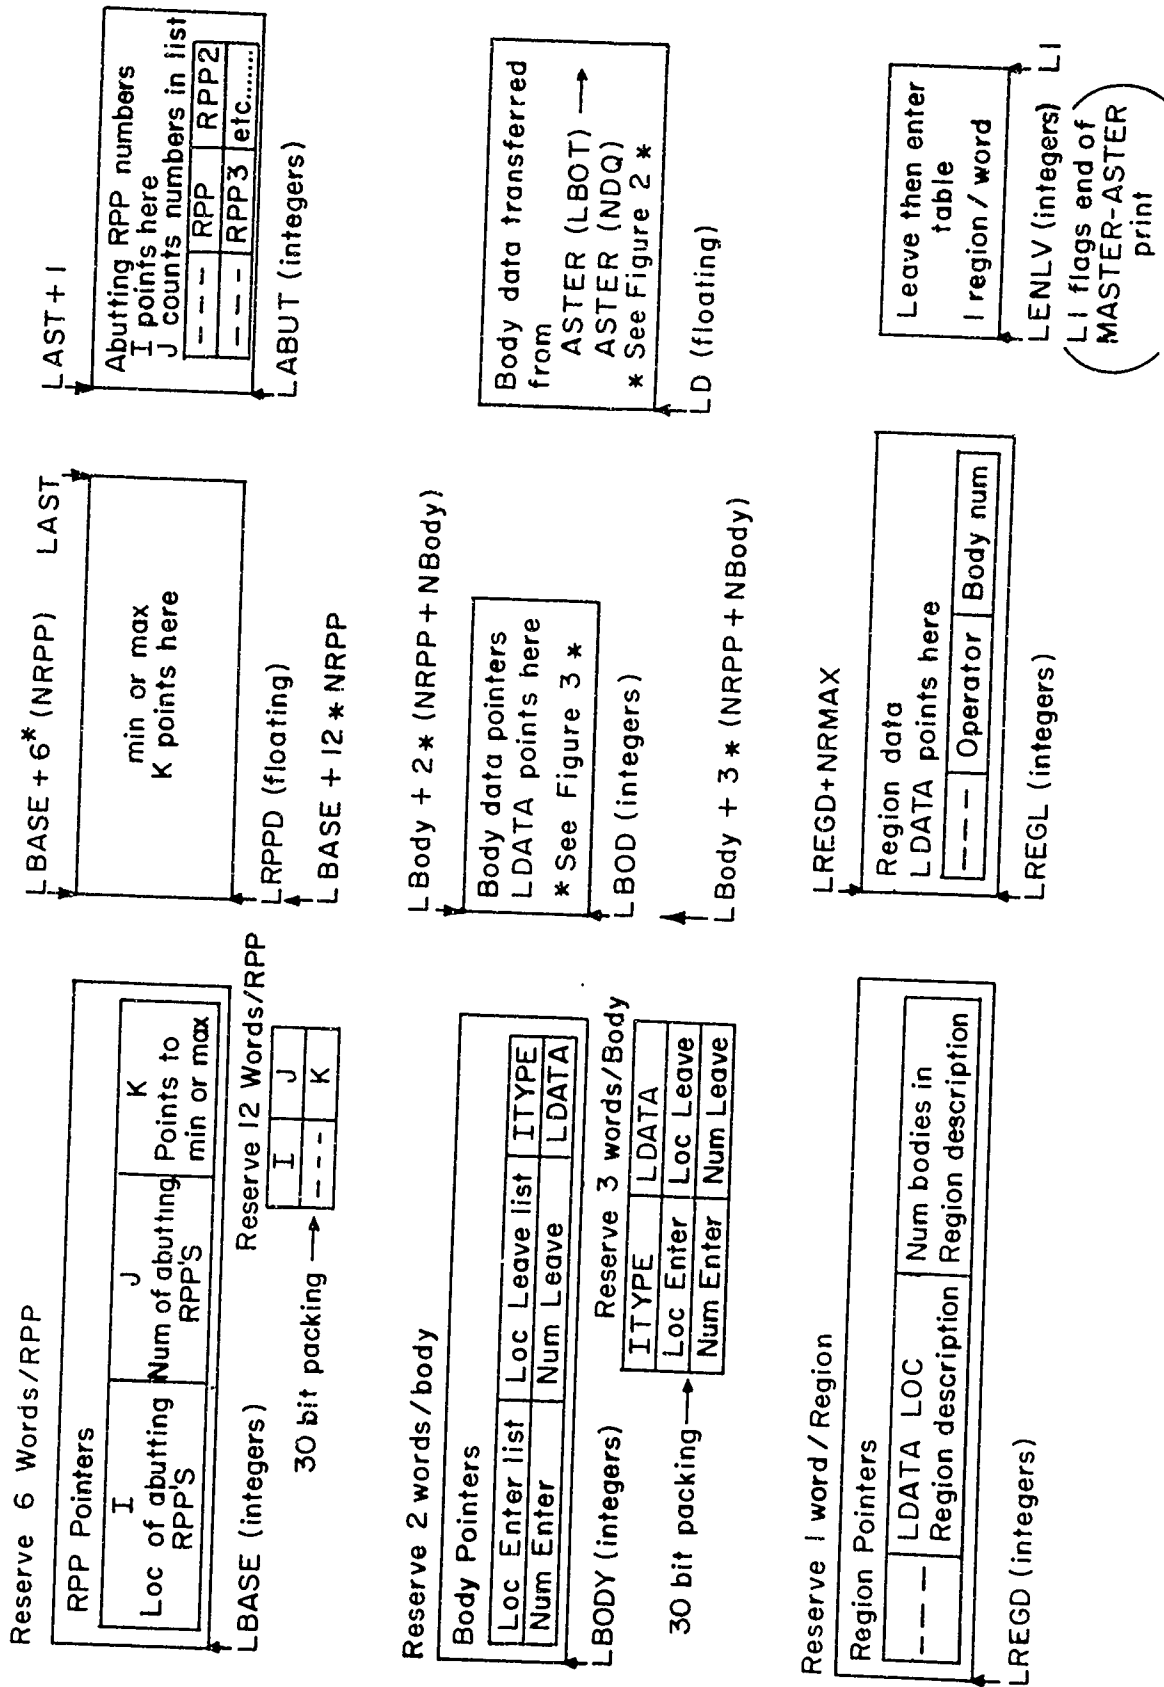 Reserve 6 Words/RPP
RPP Pointers
I
Loc of abutting
RPP'S
J
Num of abutting
RPP'S
K
Points to
min or max
LBASE (integers)
Reserve 12 Words/RPP
30 bit packing
I J
--- K
LBASE + 6* (NRPP) LAST
min or max
K points here
LRPPD (floating)
LBASE + 12 * NRPP
LAST + 1
Abutting RPP numbers
I points here
J counts numbers in list
--- RPP RPP2
--- RPP3 etc.......
LABUT (integers)
Reserve 2 words/body
Body Pointers
Loc Enter list Loc Leave list ITYPE
Num Enter Num Leave LDATA
LBODY (integers)
Reserve 3 words/Body
30 bit packing
ITYPE LDATA
Loc Enter Loc Leave
Num Enter Num Leave
LBody + 2* (NRPP + NBody)
Body data pointers
LDATA points here
* See Figure 3 *
LBOD (integers)
LBody + 3* (NRPP + NBody)
Body data transferred
from
ASTER (LBOT)
ASTER (NDQ)
* See Figure 2 *
LD (floating)
Reserve 1 word/Region
Region Pointers
--- LDATA LOC
Region description
Num bodies in
Region description
LREGD (integers)
LREGD+NRMAX
Region data
LDATA points here
--- Operator Body num
LREGL (integers)
Leave then enter
table
1 region/word
LENLV (integers) L1
(L1 flags end of
MASTER-ASTER
print)